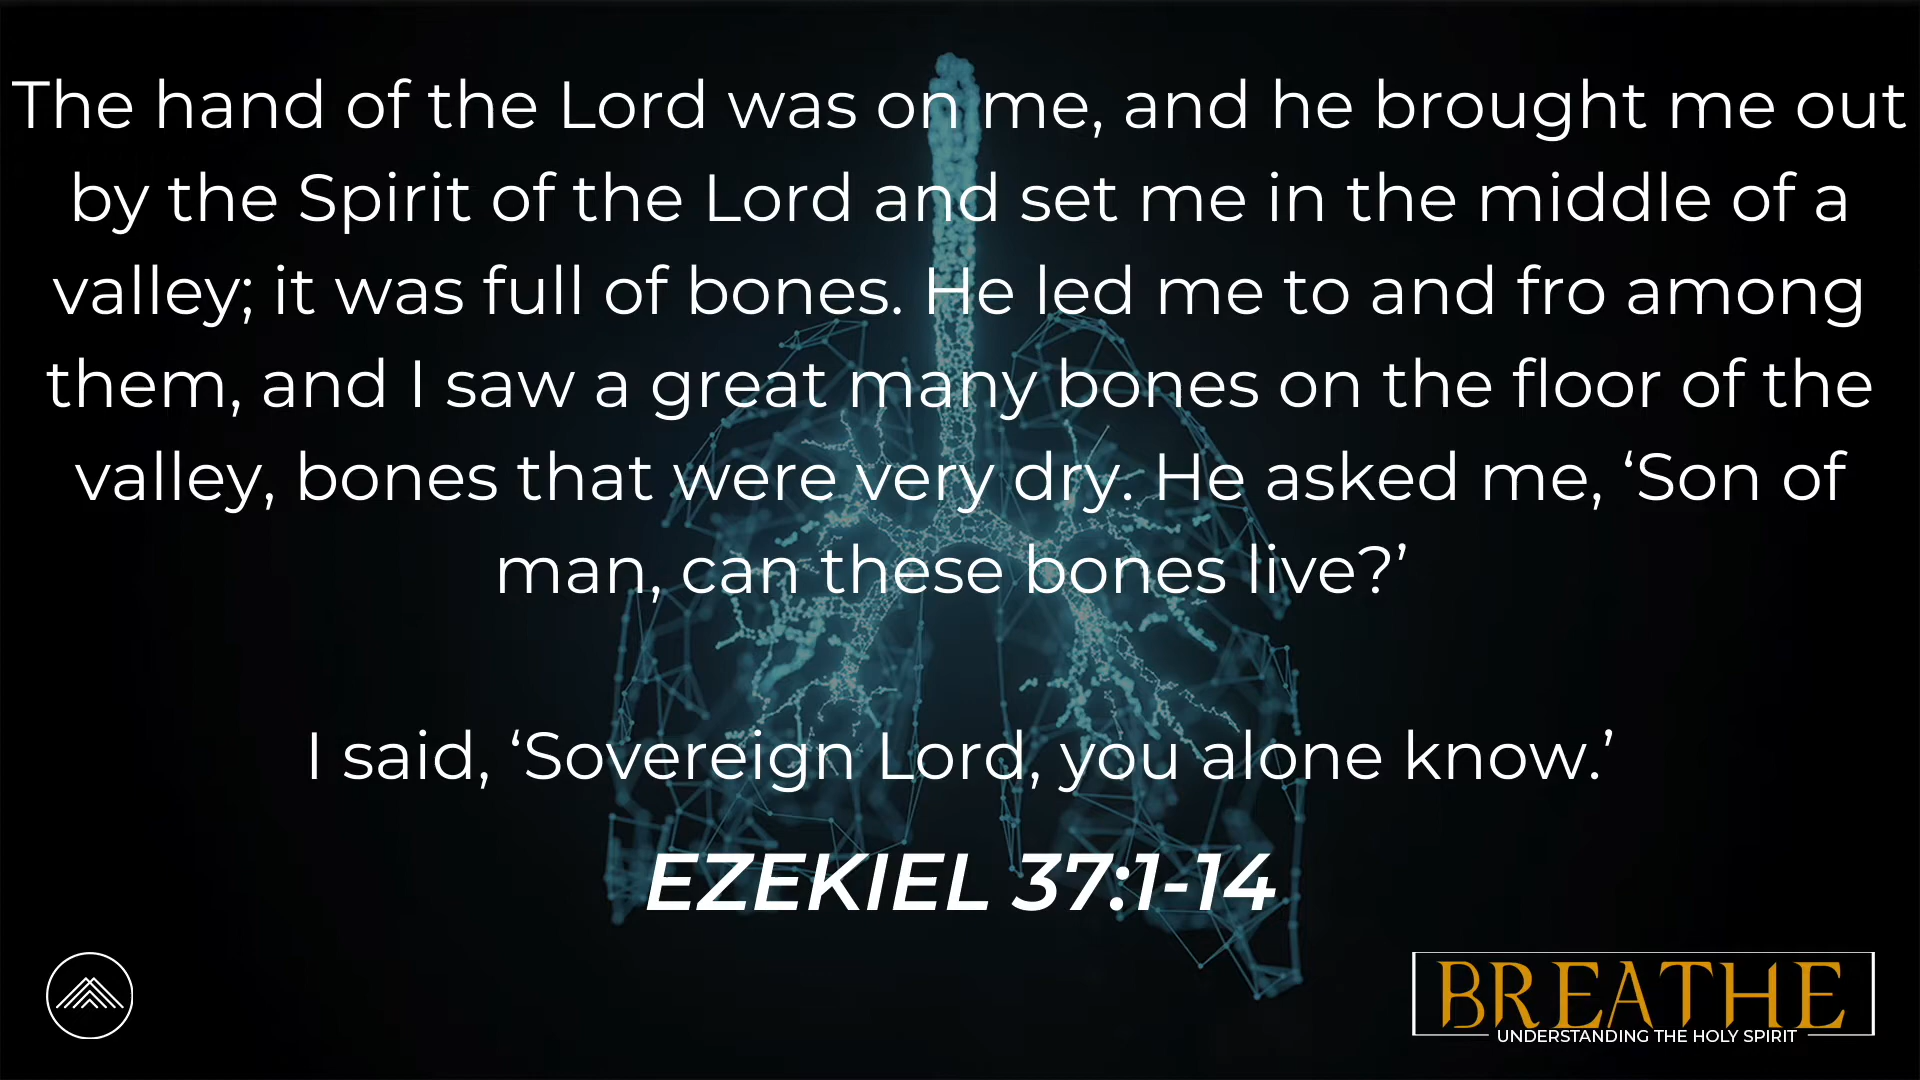 The hand of the Lord was on me, and he brought me out
by the Spirit of the Lord and set me in the middle of a
valley; it was full of bones. He led me to and fro among
them, and I saw a great many bones on the floor of the
valley, bones that were very dry. He asked me, ‘Son of
man, can these bones live?’
I said, ‘Sovereign Lord, you alone know.’
EZEKIEL 37:1-14
BREATHE
UNDERSTANDING THE HOLY SPIRIT